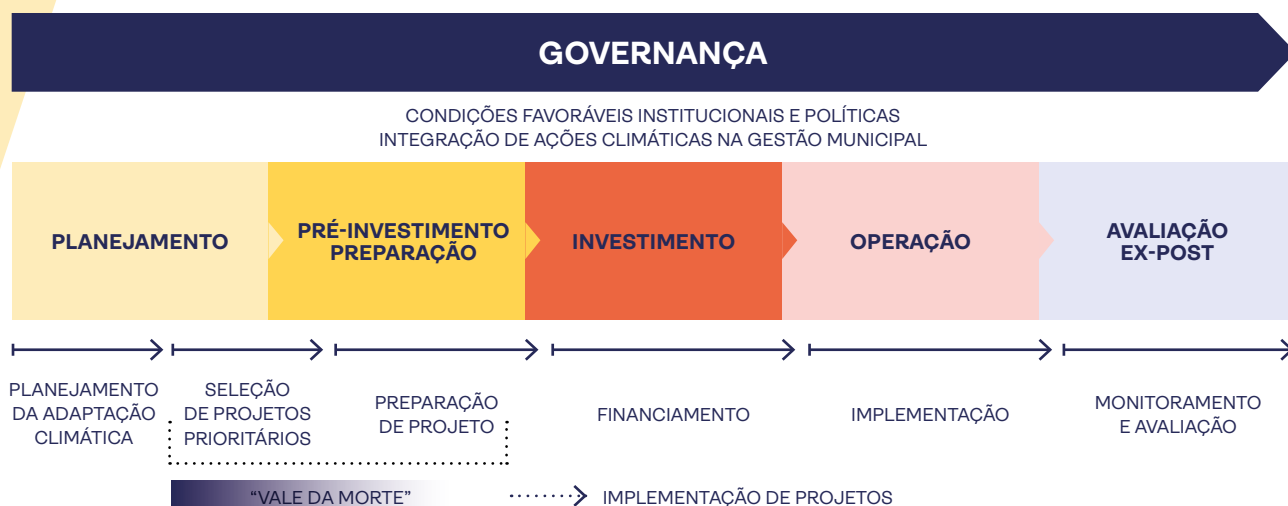 GOVERNANÇA
CONDIÇÕES FAVORÁVEIS INSTITUCIONAIS E POLÍTICAS
INTEGRAÇÃO DE AÇÕES CLIMÁTICAS NA GESTÃO MUNICIPAL
PLANEJAMENTO
PRÉ-INVESTIMENTO
PREPARAÇÃO
INVESTIMENTO
OPERAÇÃO
AVALIAÇÃO
EX-POST
PLANEJAMENTO
DA ADAPTAÇÃO
CLIMÁTICA
SELEÇÃO
DE PROJETOS
PRIORITÁRIOS
PREPARAÇÃO
DE PROJETO
FINANCIAMENTO
IMPLEMENTAÇÃO
MONITORAMENTO
E AVALIAÇÃO
“VALE DA MORTE”
IMPLEMENTAÇÃO DE PROJETOS